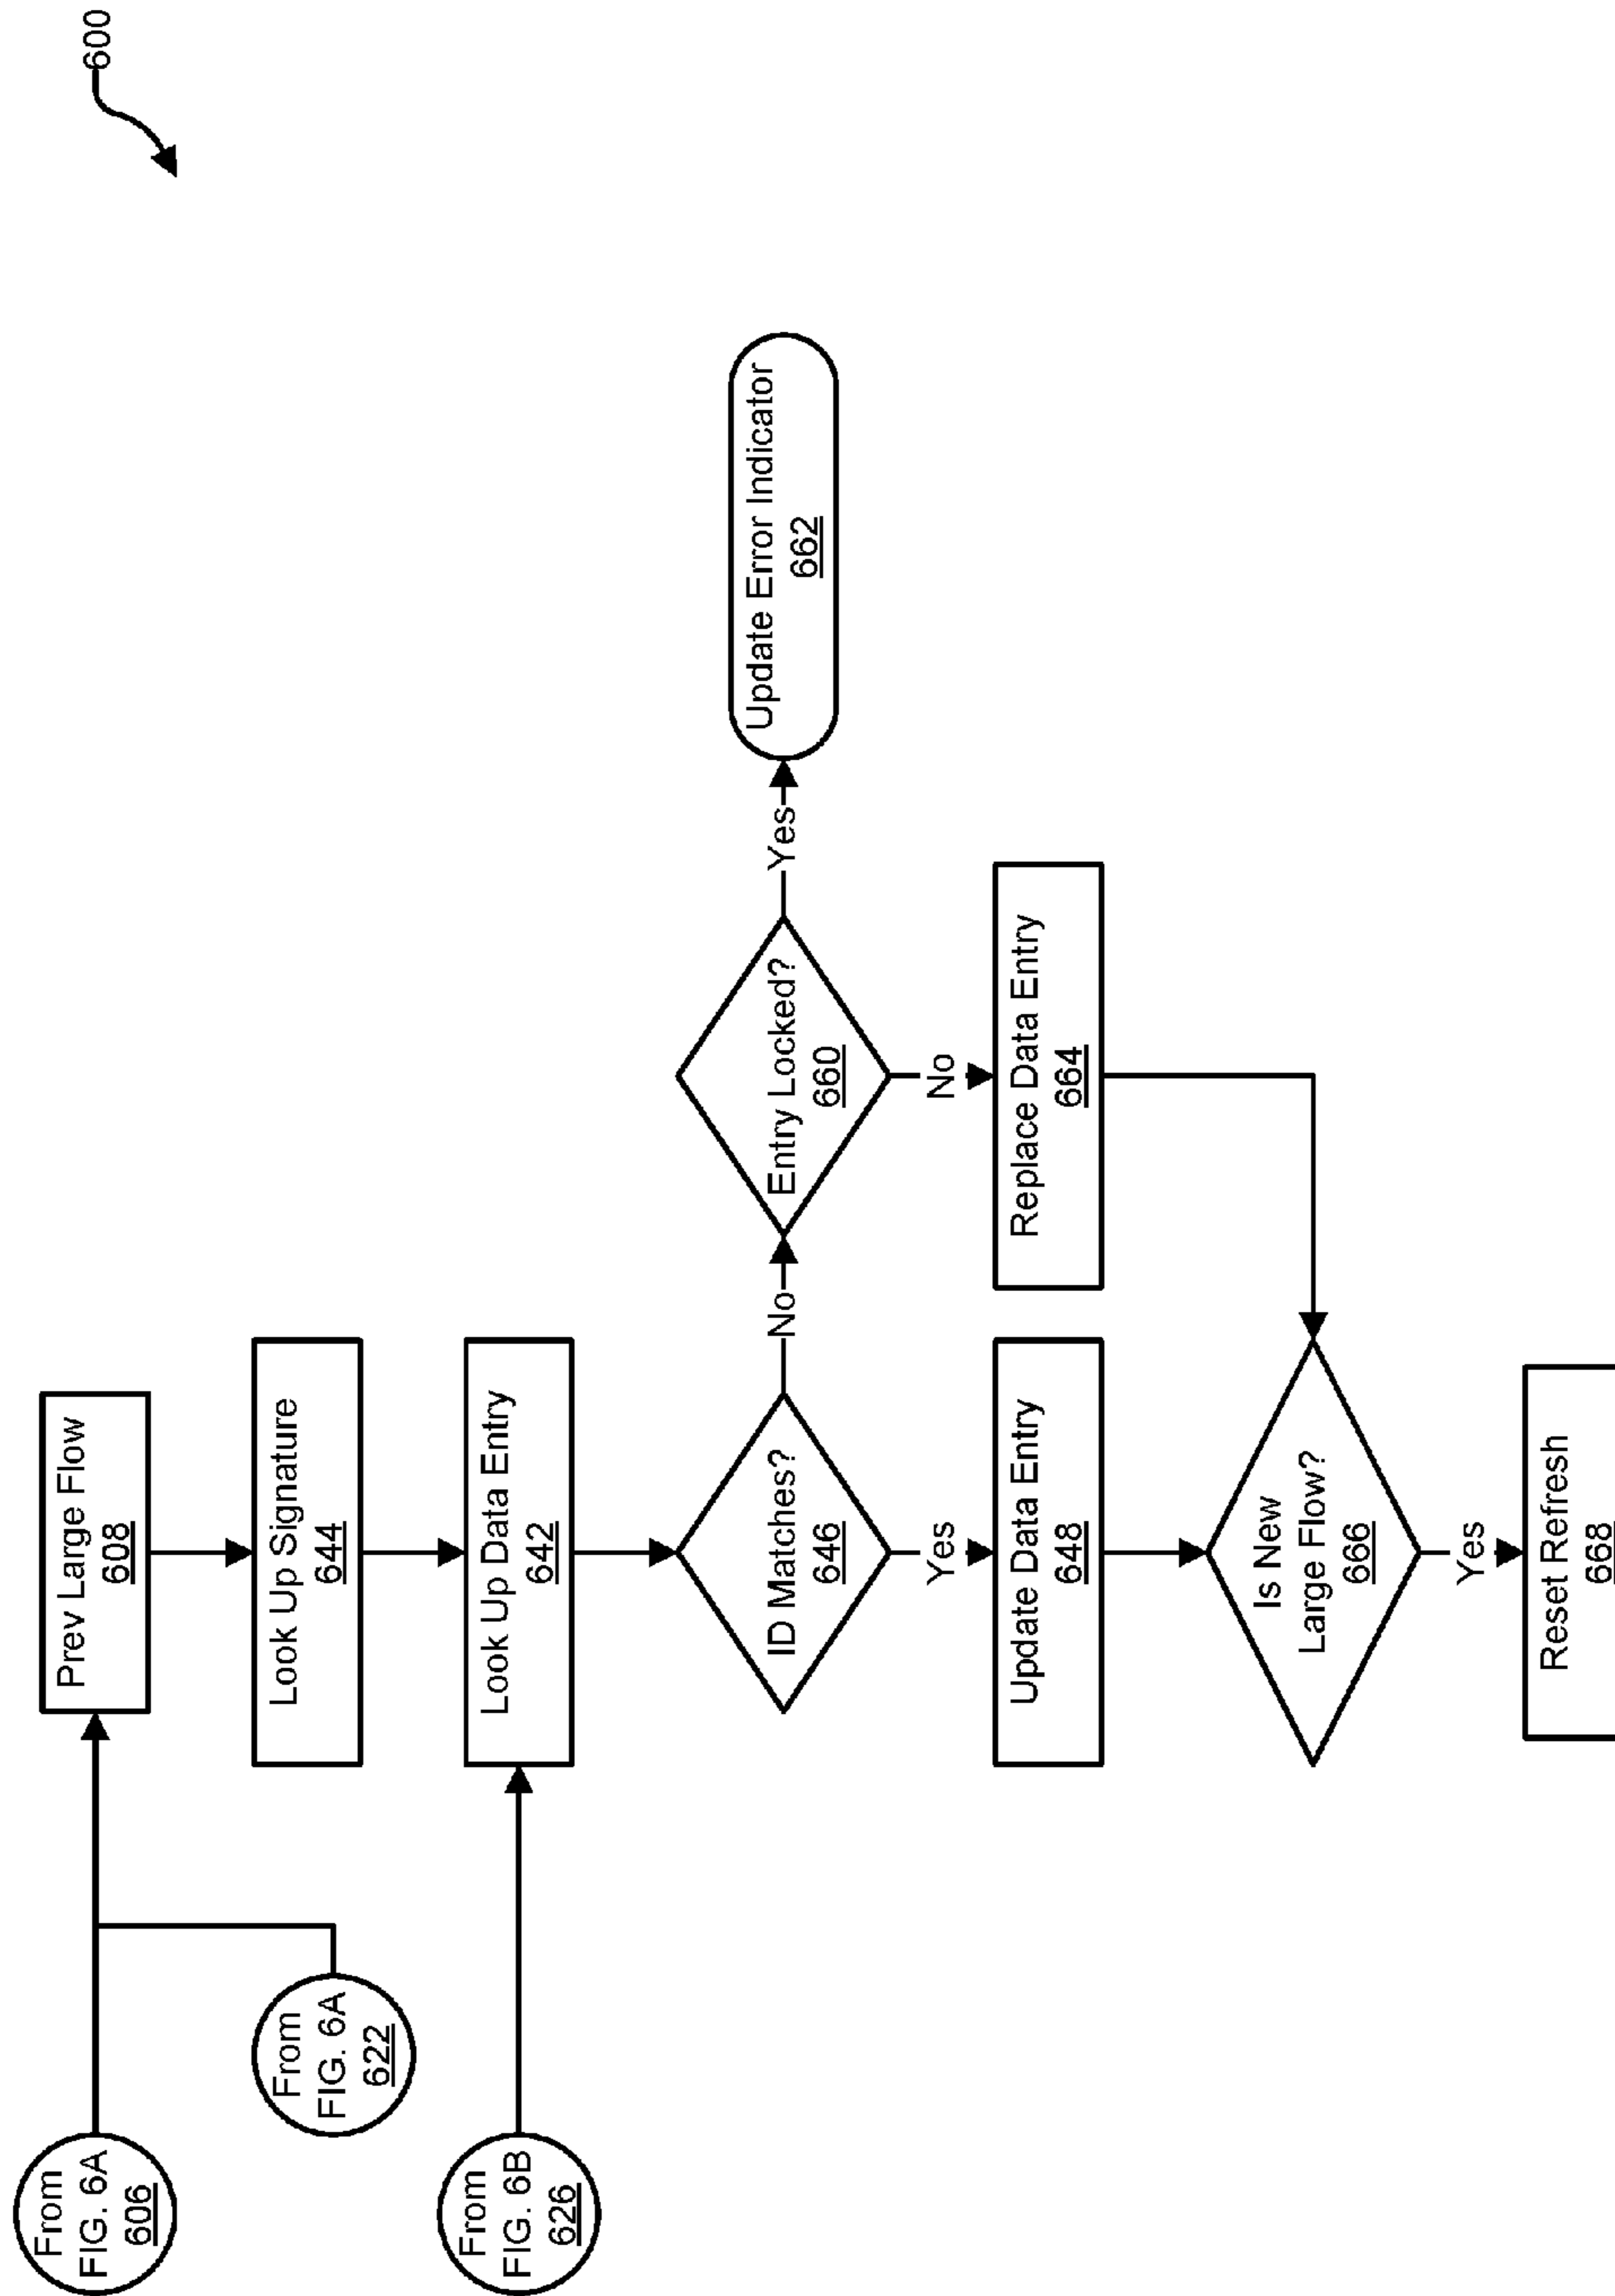 600
From
FIG. 6A
606
Prev Large Flow
608
From
FIG. 6A
622
Look Up Signature
644
From
FIG. 6B
626
Look Up Data Entry
642
ID Matches?
646
No
Entry Locked?
660
Yes
Update Error Indicator
662
Yes
No
Update Data Entry
648
Replace Data Entry
664
Is New
Large Flow?
666
Yes
Reset Refresh
668